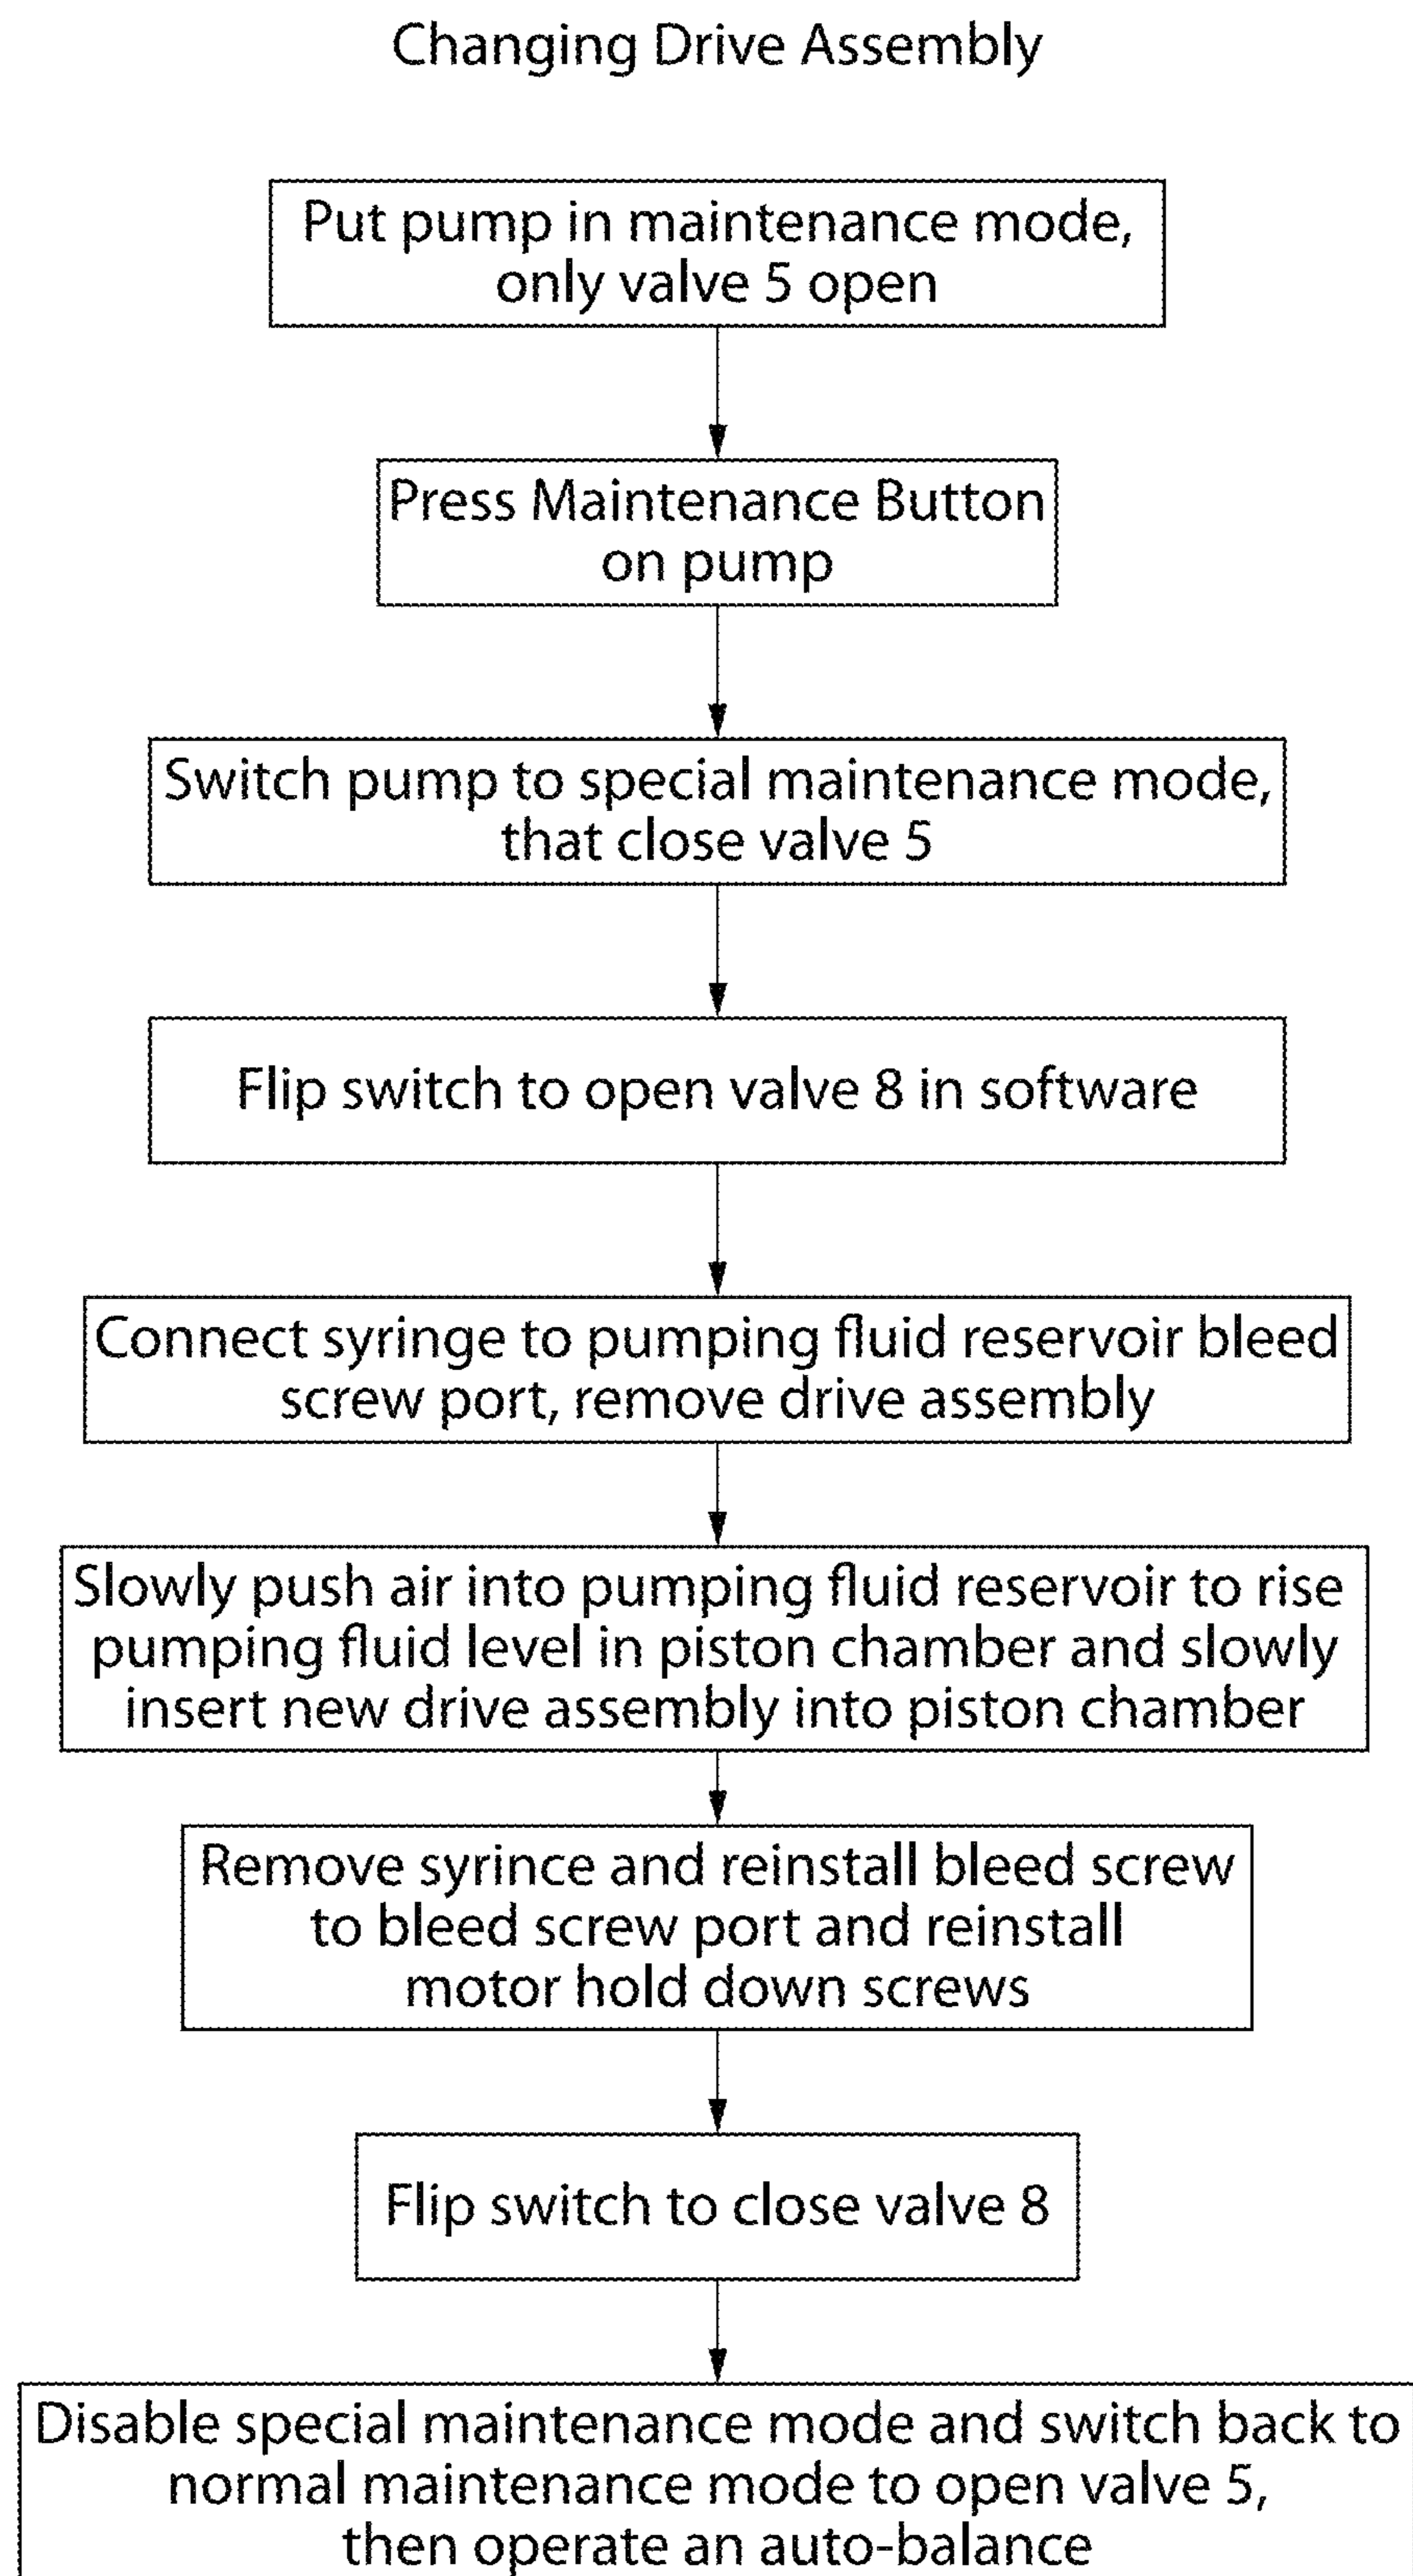 Changing Drive Assembly
Put pump in maintenance mode,
only valve 5 open
Press Maintenance Button
on pump
Switch pump to special maintenance mode,
that close valve 5
Flip switch to open valve 8 in software
Connect syringe to pumping fluid reservoir bleed
screw port, remove drive assembly
Slowly push air into pumping fluid reservoir to rise
pumping fluid level in piston chamber and slowly
insert new drive assembly into piston chamber
Remove syrince and reinstall bleed screw
to bleed screw port and reinstall
motor hold down screws
Flip switch to close valve 8
Disable special maintenance mode and switch back to
normal maintenance mode to open valve 5,
then operate an auto-balance